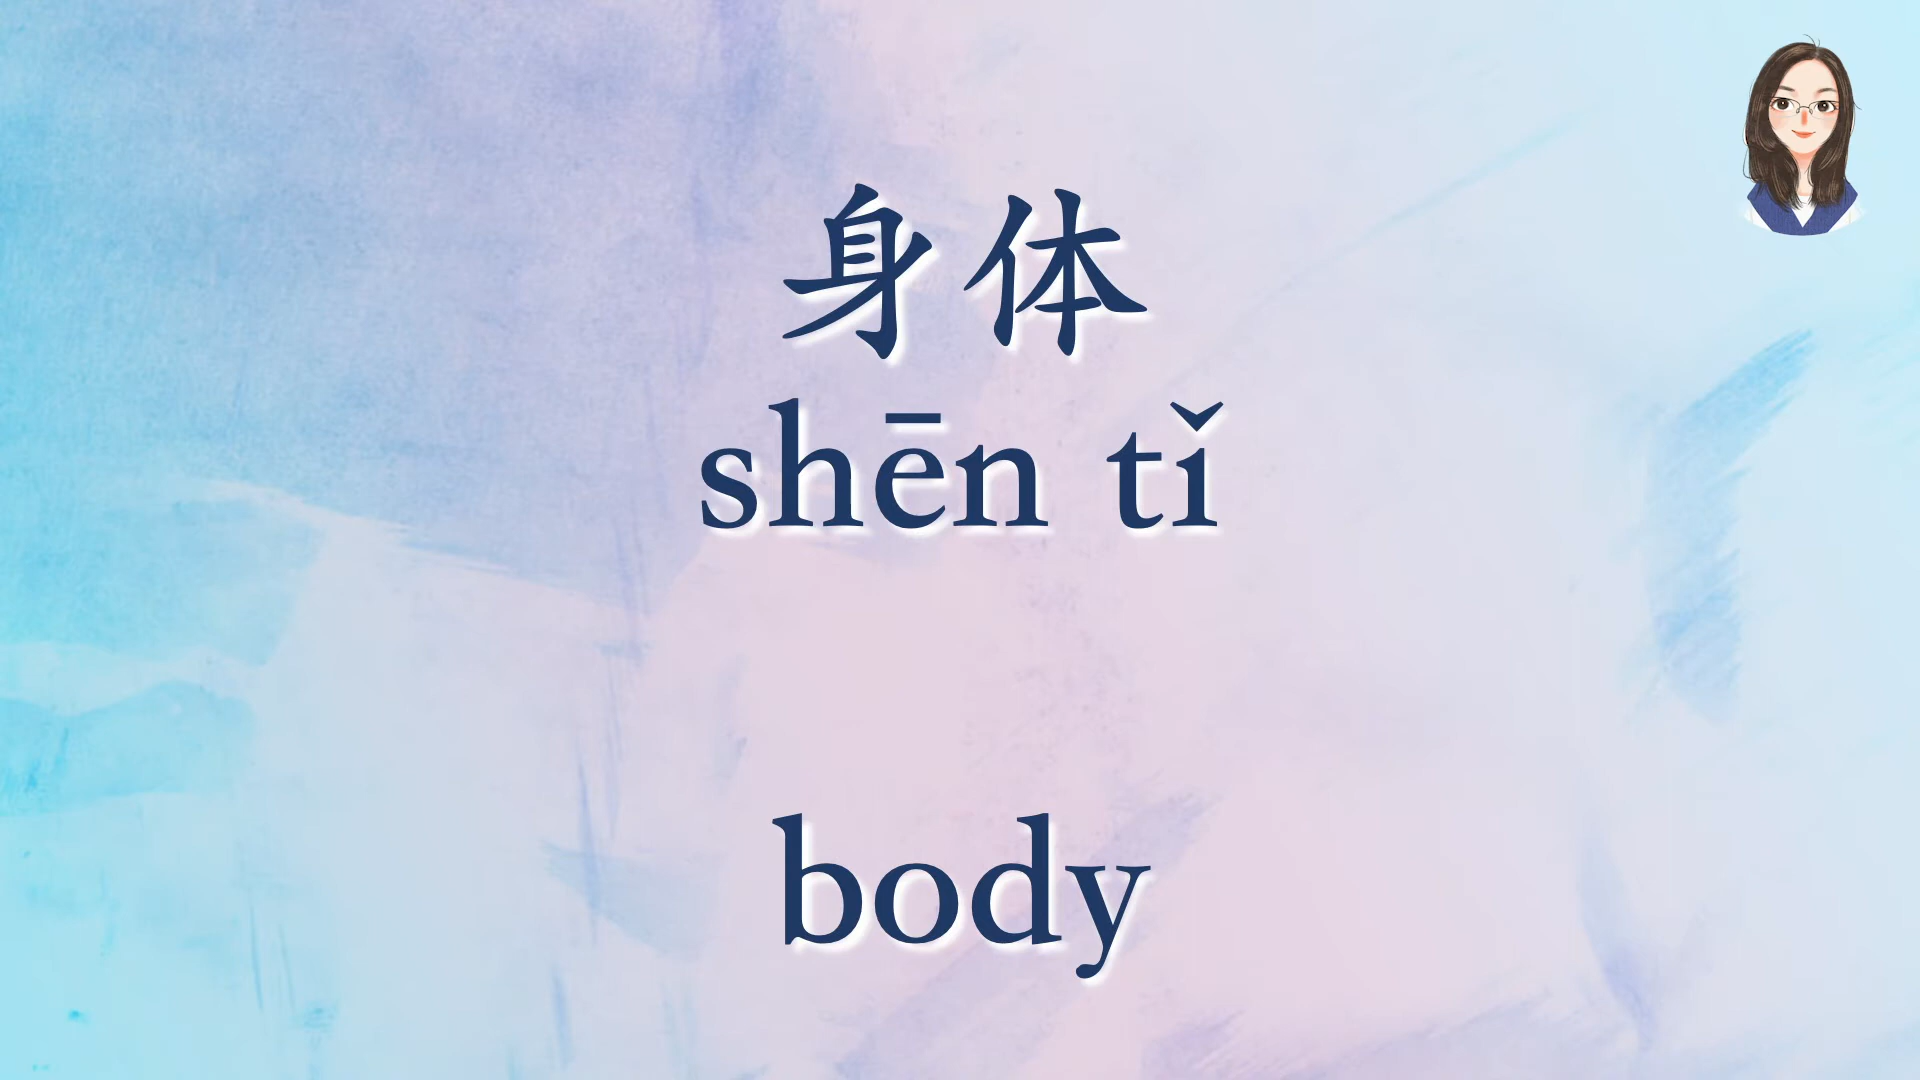 身体
shēn tǐ
body